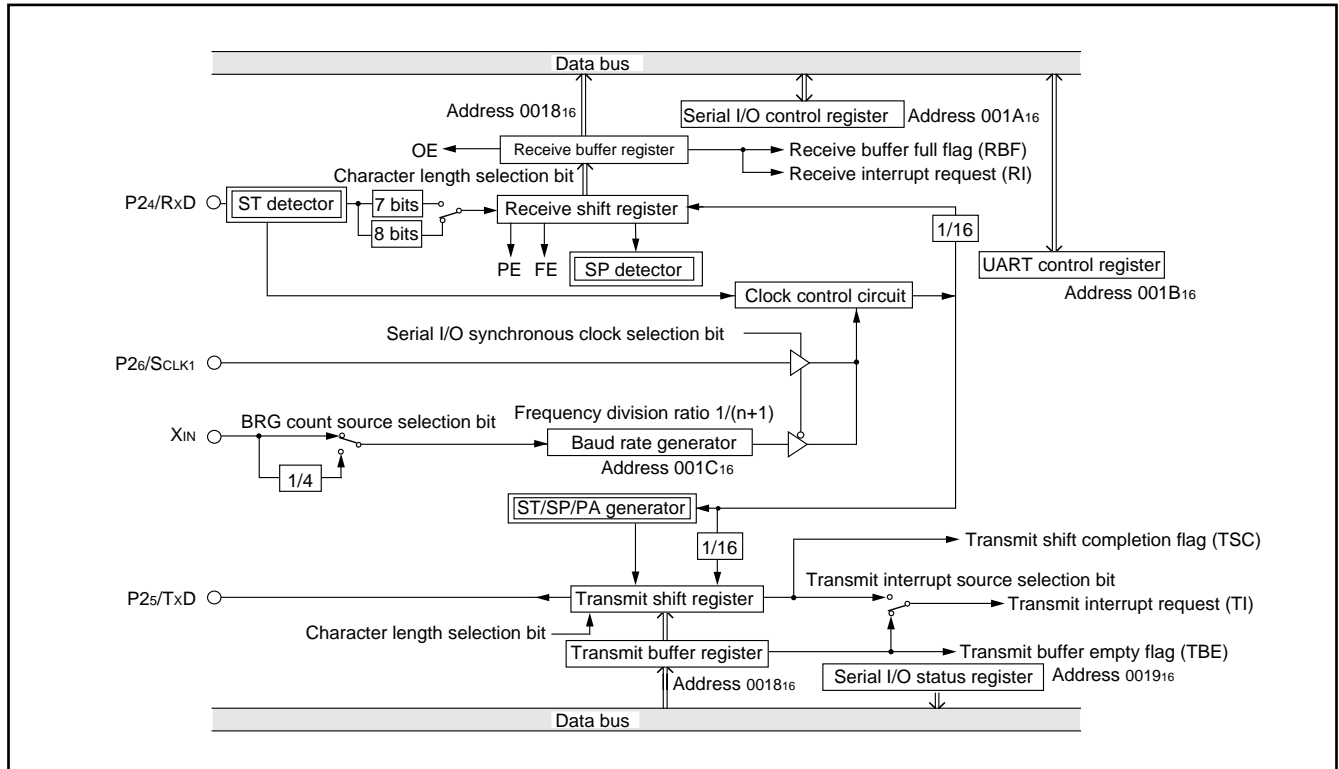 Data bus
Address 0018₁₆
Serial I/O control register Address 001A₁₆
OE Receive buffer register Receive buffer full flag (RBF)
Receive interrupt request (RI)
Character length selection bit
P2₄/RxD ST detector 7 bits Receive shift register
8 bits 1/16
PE FE SP detector UART control register
Clock control circuit Address 001B₁₆
Serial I/O synchronous clock selection bit
P2₆/SCLK1
BRG count source selection bit Frequency division ratio 1/(n+1)
XIN Baud rate generator
1/4 Address 001C₁₆
ST/SP/PA generator
1/16 Transmit shift completion flag (TSC)
Transmit interrupt source selection bit
P2₅/TxD Transmit shift register Transmit interrupt request (TI)
Character length selection bit
Transmit buffer register Transmit buffer empty flag (TBE)
Address 0018₁₆ Serial I/O status register Address 0019₁₆
Data bus